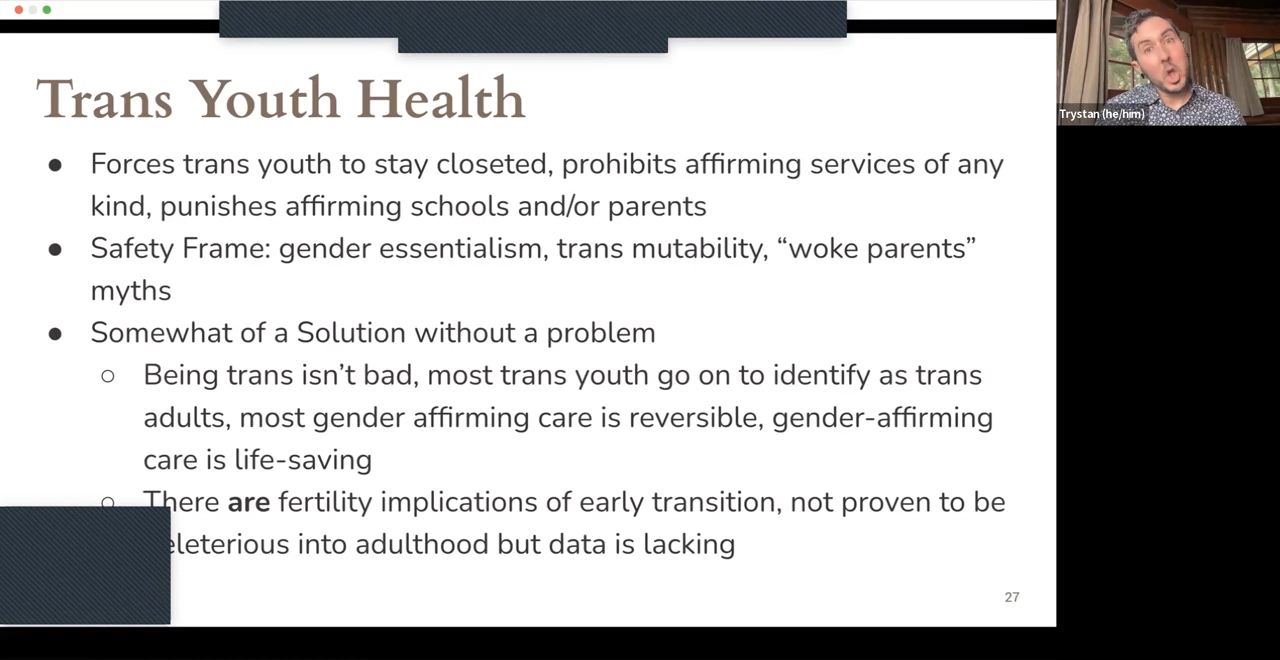 Trans Youth Health
● Forces trans youth to stay closeted, prohibits affirming services of any
kind, punishes affirming schools and/or parents
● Safety Frame: gender essentialism, trans mutability, “woke parents”
myths
● Somewhat of a Solution without a problem
○ Being trans isn’t bad, most trans youth go on to identify as trans
adults, most gender affirming care is reversible, gender-affirming
care is life-saving
○ There are fertility implications of early transition, not proven to be
eleterious into adulthood but data is lacking
27
Trystan (he/him)